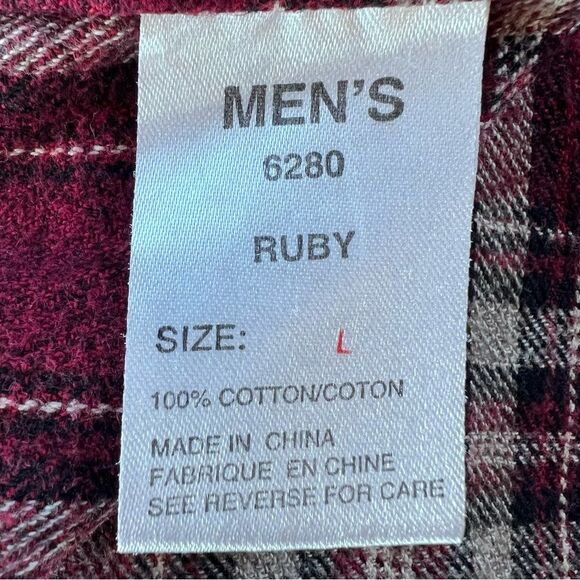 MEN'S
6280
RUBY
SIZE: L
100% COTTON/COTON
MADE IN CHINA
FABRIQUE EN CHINE
SEE REVERSE FOR CARE